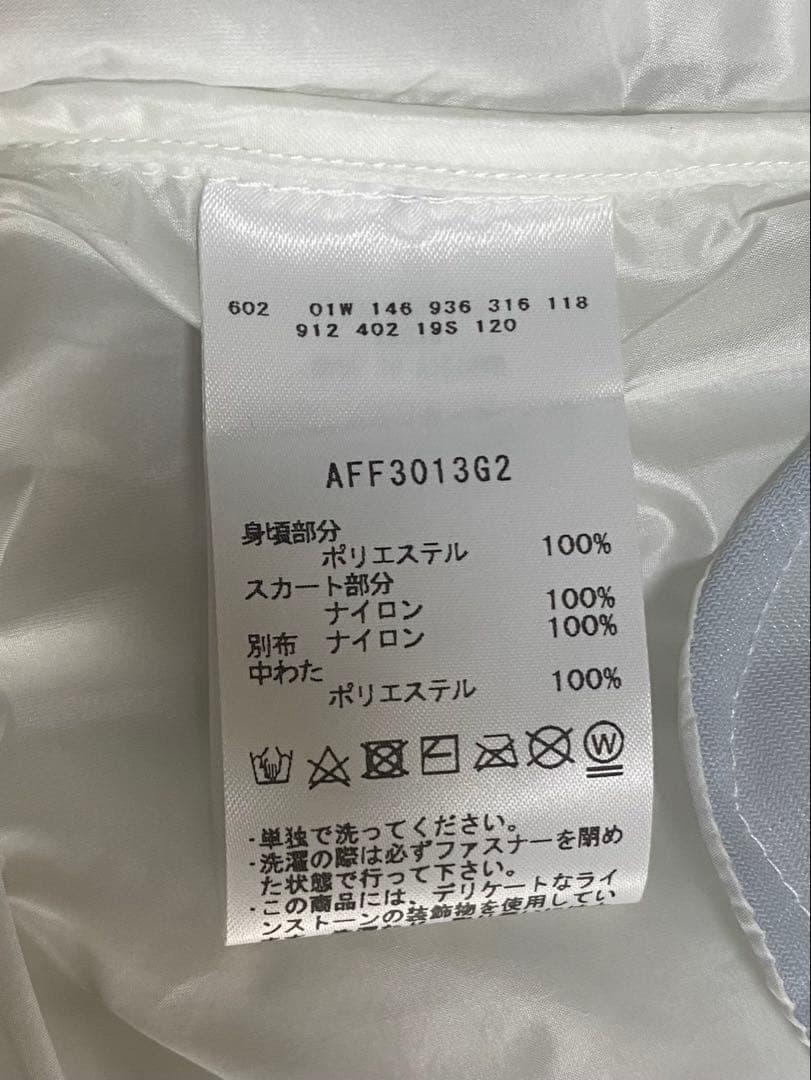 602 01W 146 936 316 118
912 402 19S 120
AFF3013G2
身頃部分
ポリエステル 100%
スカート部分
ナイロン 100%
別布 ナイロン 100%
中わた
ポリエステル 100%
W
・単独で洗ってください。
・洗濯の際は必ずファスナーを閉め
た状態で行って下さい。
・この商品には、デリケートなライ
ンストーンの装飾物を使用してい